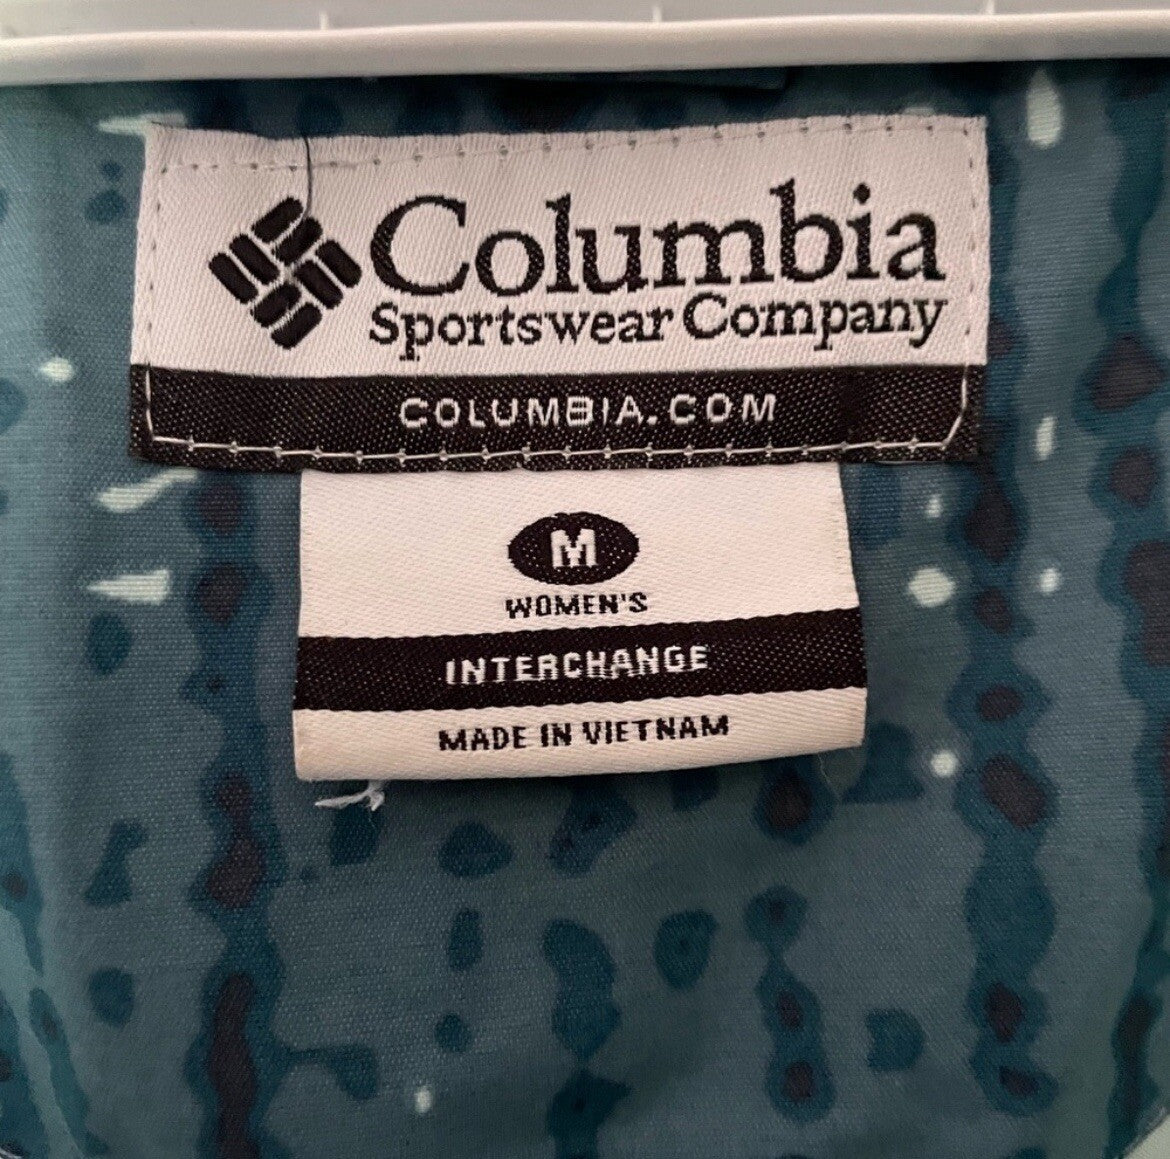 Columbia
Sportswear Company
COLUMBIA.COM
M
WOMEN'S
INTERCHANGE
MADE IN VIETNAM